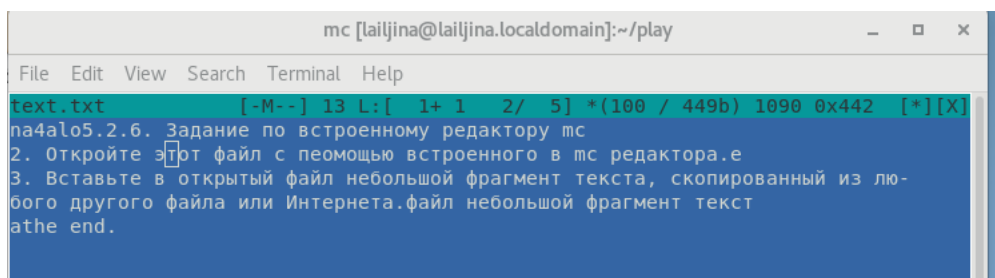 mc [lailjina@lailjina.localdomain]:~/play
File Edit View Search Terminal Help
text.txt [-M--] 13 L:[ 1+ 1 2/ 5] *(100 / 449b) 1090 0x442 [*][X]
na4alo5.2.6. Задание по встроенному редактору mc
2. Откройте этот файл с пеомощью встроенного в mc редактора.e
3. Вставьте в открытый файл небольшой фрагмент текста, скопированный из лю-
бого другого файла или Интернета.файл небольшой фрагмент текст
athe end.